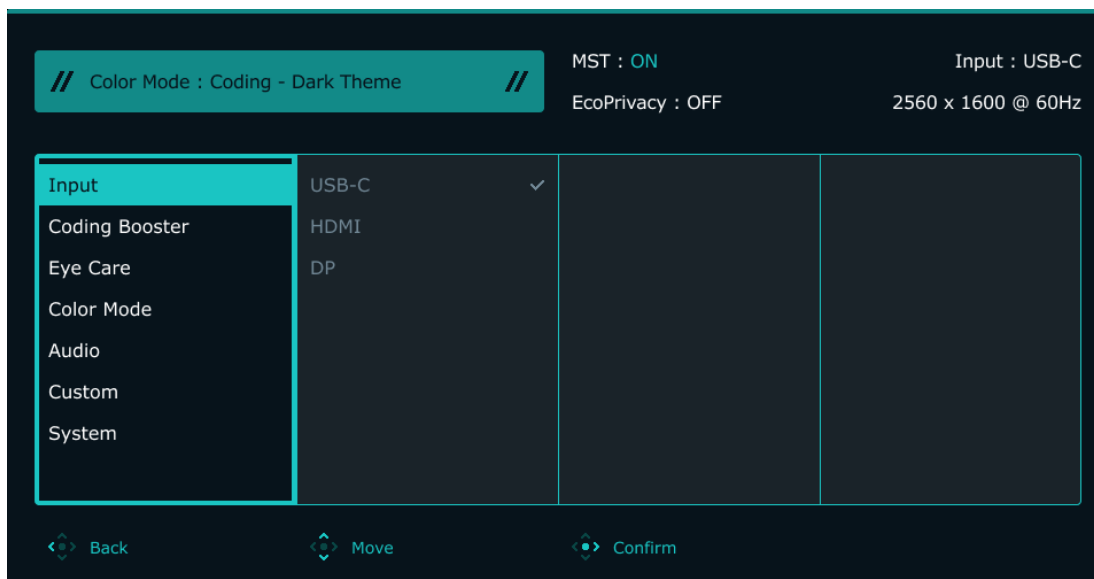 // Color Mode : Coding - Dark Theme //
MST : ON
Input : USB-C
EcoPrivacy : OFF
2560 x 1600 @ 60Hz
Input
USB-C
Coding Booster
HDMI
Eye Care
DP
Color Mode
Audio
Custom
System
Back
Move
Confirm